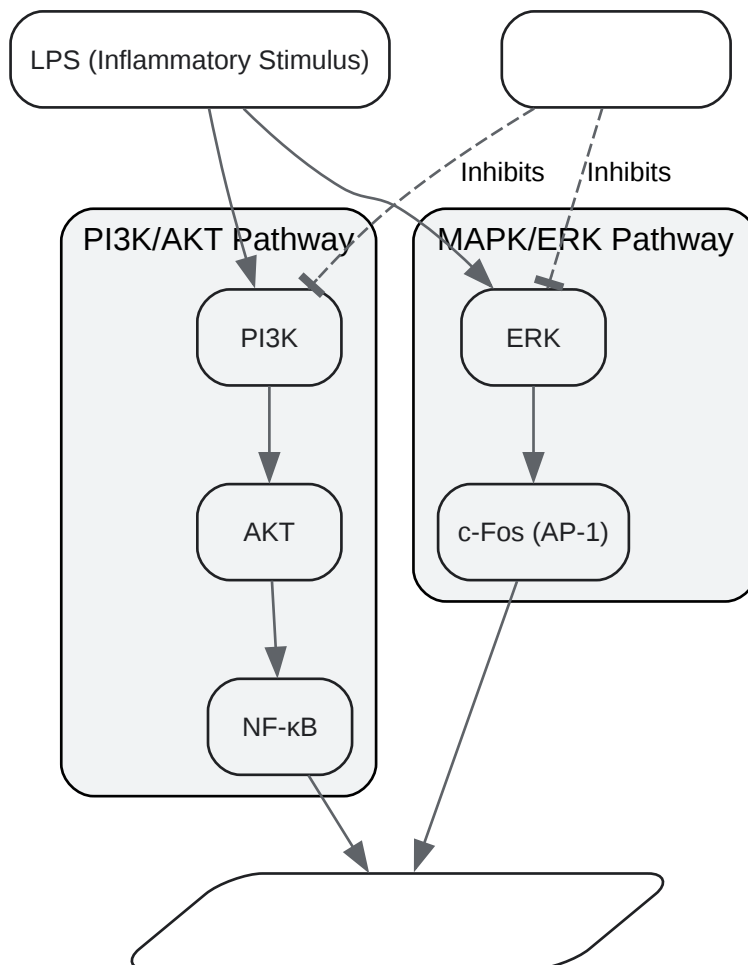 LPS (Inflammatory Stimulus)
Inhibits
Inhibits
PI3K/AKT Pathway
MAPK/ERK Pathway
PI3K
ERK
AKT
c-Fos (AP-1)
NF-κB